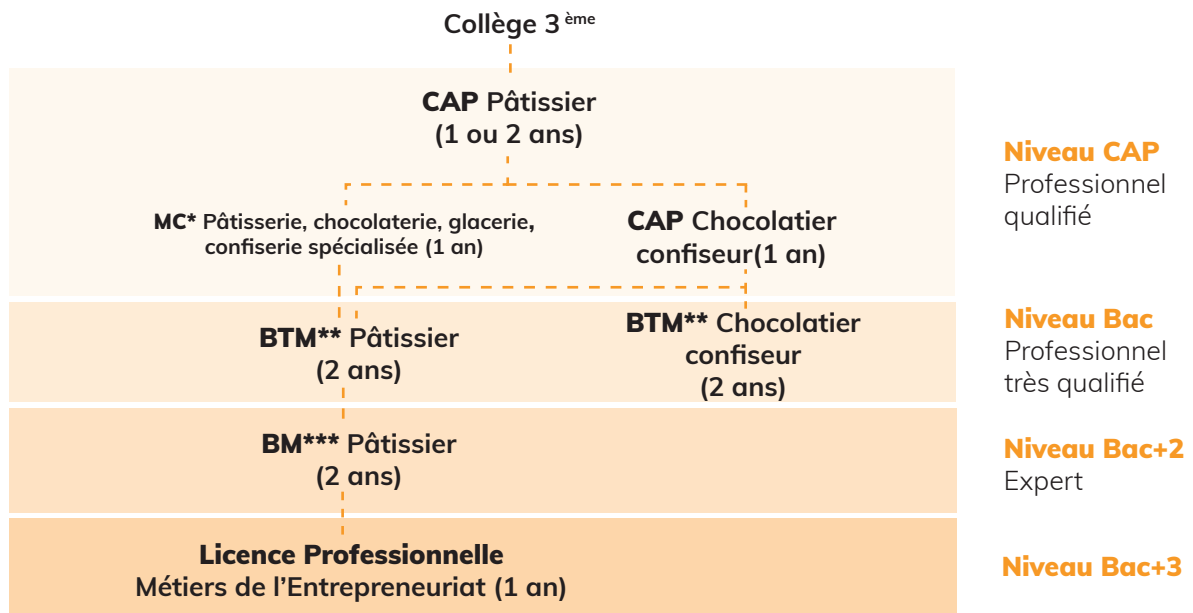 Collège 3 ème
CAP Pâtissier
(1 ou 2 ans)
MC* Pâtisserie, chocolaterie, glacerie,
confiserie spécialisée (1 an)
CAP Chocolatier
confiseur(1 an)
Niveau CAP
Professionnel
qualifié
BTM** Pâtissier
(2 ans)
BTM** Chocolatier
confiseur
(2 ans)
Niveau Bac
Professionnel
très qualifié
BM*** Pâtissier
(2 ans)
Niveau Bac+2
Expert
Licence Professionnelle
Métiers de l’Entrepreneuriat (1 an)
Niveau Bac+3